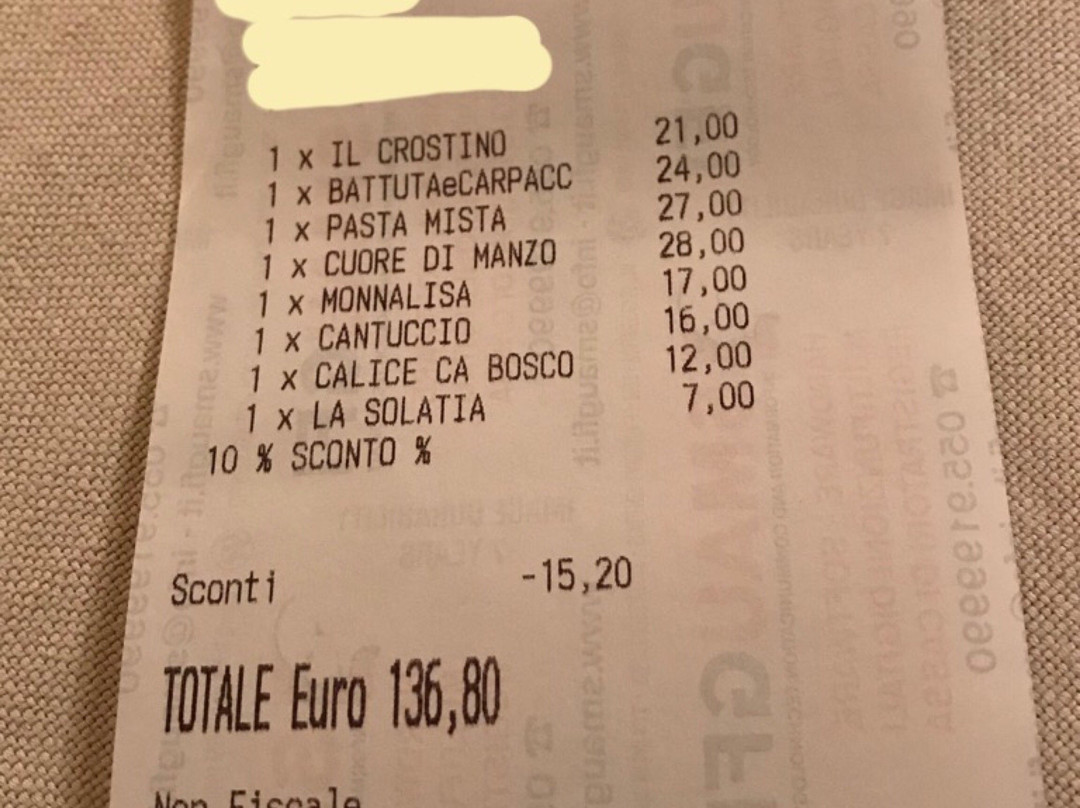 1 x IL CROSTINO 21,00
1 x BATTUTAeCARPACC 24,00
1 x PASTA MISTA 27,00
1 x CUORE DI MANZO 28,00
1 x MONNALISA 17,00
1 x CANTUCCIO 16,00
1 x CALICE CA BOSCO 12,00
1 x LA SOLATIA 7,00
10 % SCONTO %
Sconti -15,20
TOTALE Euro 136,80
Non Fiscale